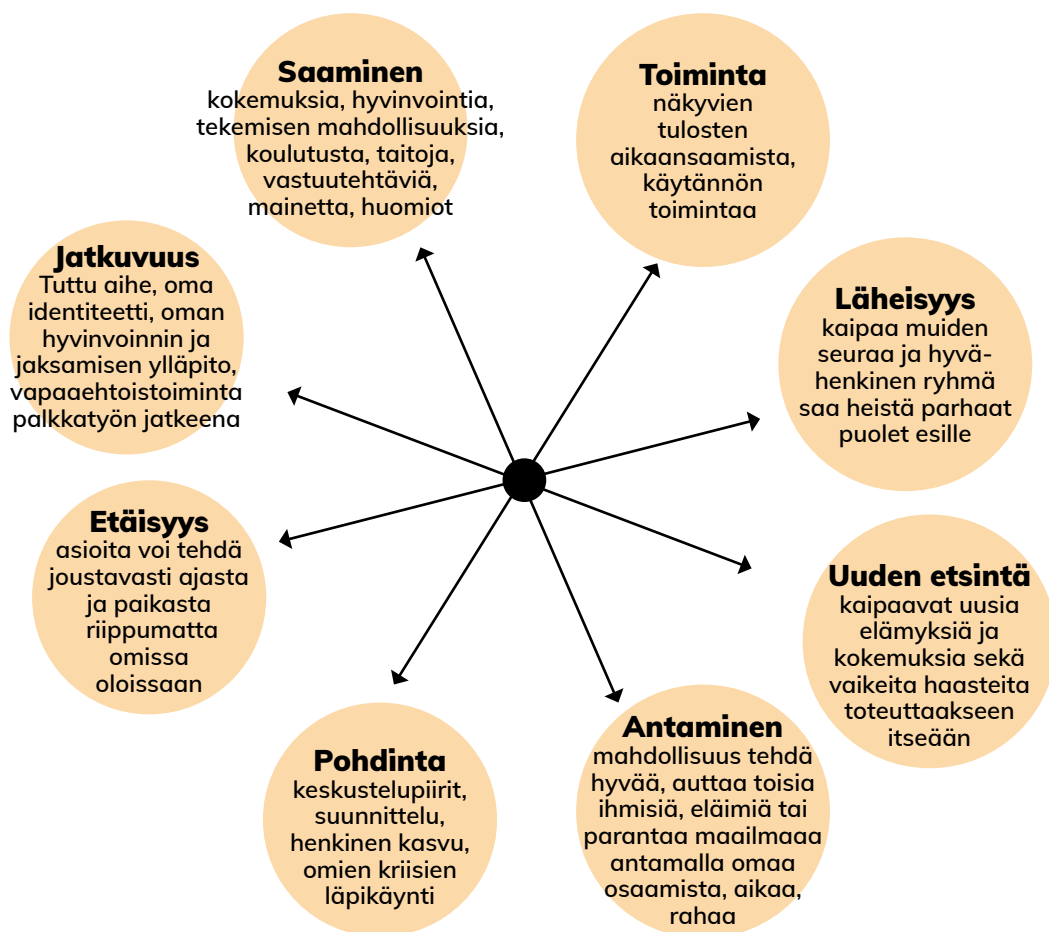 Saaminen
kokemuksia, hyvinvointia,
tekemisen mahdollisuuksia,
koulutusta, taitoja,
vastuutehtäviä,
mainetta, huomiot
Toiminta
näkyvien
tulosten
aikaansaamista,
käytännön
toimintaa
Jatkuvuus
Tuttu aihe, oma
identiteetti, oman
hyvinvoinnin ja
jaksamisen ylläpito,
vapaaehtoistoiminta
palkkatyön jatkeena
Läheisyys
kaipaa muiden
seuraa ja hyvä-
henkinen ryhmä
saa heistä parhaat
puolet esille
Etäisyys
asioita voi tehdä
joustavasti ajasta
ja paikasta
riippumatta
omissa
oloissaan
Uuden etsintä
kaipaavat uusia
elämyksiä ja
kokemuksia sekä
vaikeita haasteita
toteuttaakseen
itseään
Pohdinta
keskustelupiirit,
suunnittelu,
henkinen kasvu,
omien kriisien
läpikäynti
Antaminen
mahdollisuus tehdä
hyvää, auttaa toisia
ihmisiä, eläimiä tai
parantaa maailmaaa
antamalla omaa
osaamista, aikaa,
rahaa